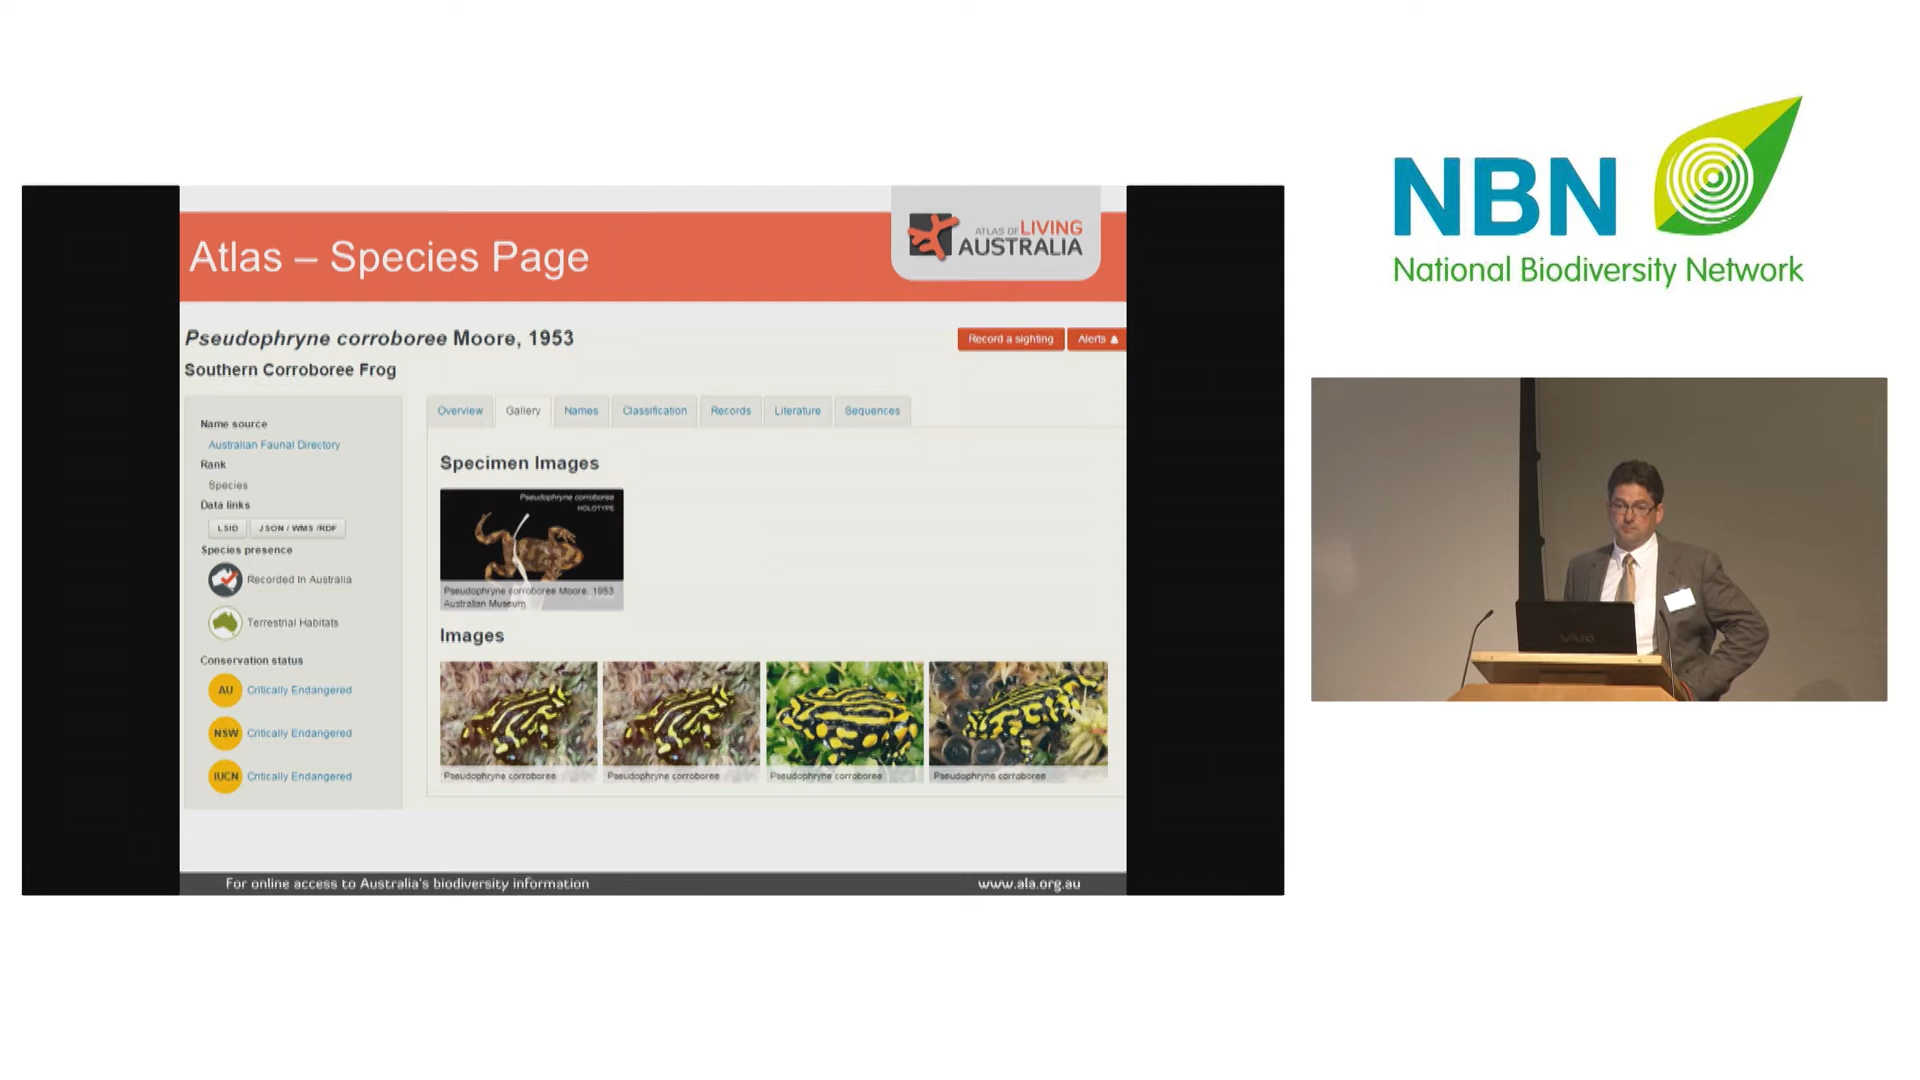 Atlas – Species Page
ATLAS OF LIVING
AUSTRALIA
Pseudophryne corroboree Moore, 1953
Record a sighting
Alerts
Southern Corroboree Frog
Overview
Gallery
Names
Classification
Records
Literature
Sequences
Name source
Australian Faunal Directory
Rank
Species
Data links
LSID
JSON / WMS /RDF
Species presence
Recorded In Australia
Terrestrial Habitats
Conservation status
AU Critically Endangered
NSW Critically Endangered
IUCN Critically Endangered
Specimen Images
Pseudophryne corroboree
HOLOTYPE
Pseudophryne corroboree Moore, 1953
Australian Museum
Images
Pseudophryne corroboree
Pseudophryne corroboree
Pseudophryne corroboree
Pseudophryne corroboree
For online access to Australia's biodiversity information
www.ala.org.au
NBN
National Biodiversity Network
VAIO